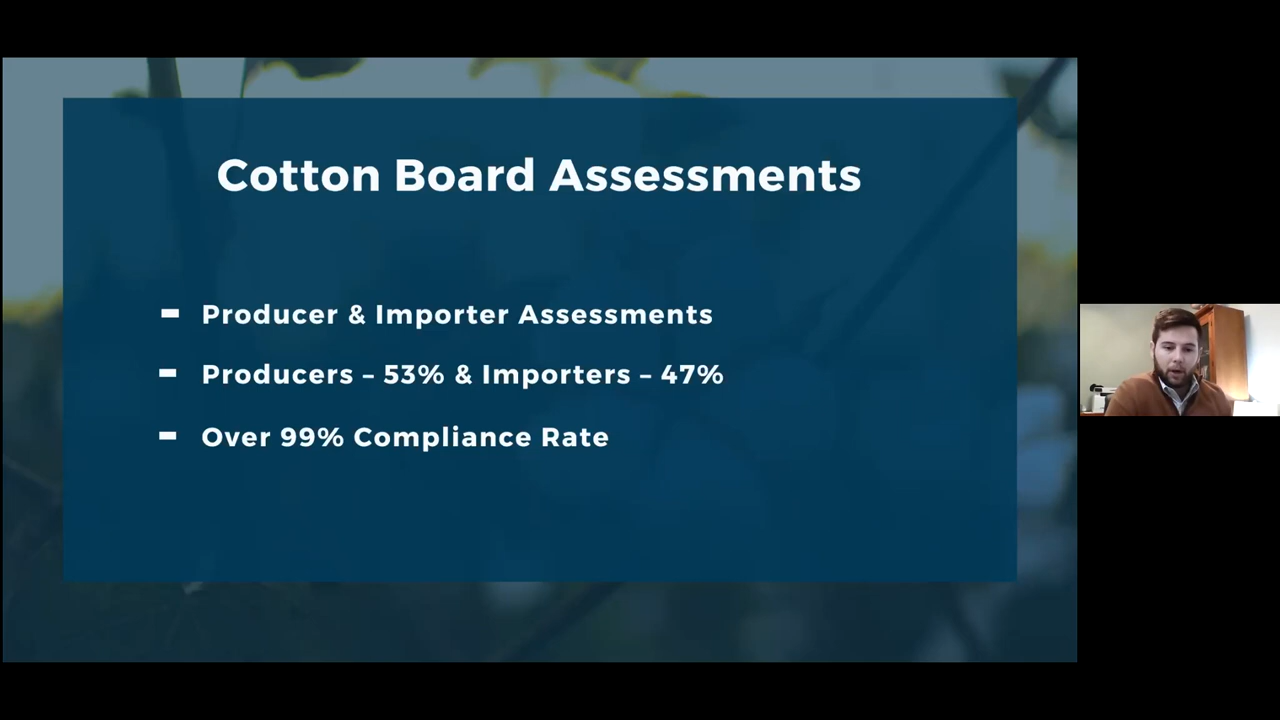 Cotton Board Assessments
- Producer & Importer Assessments
- Producers – 53% & Importers – 47%
- Over 99% Compliance Rate